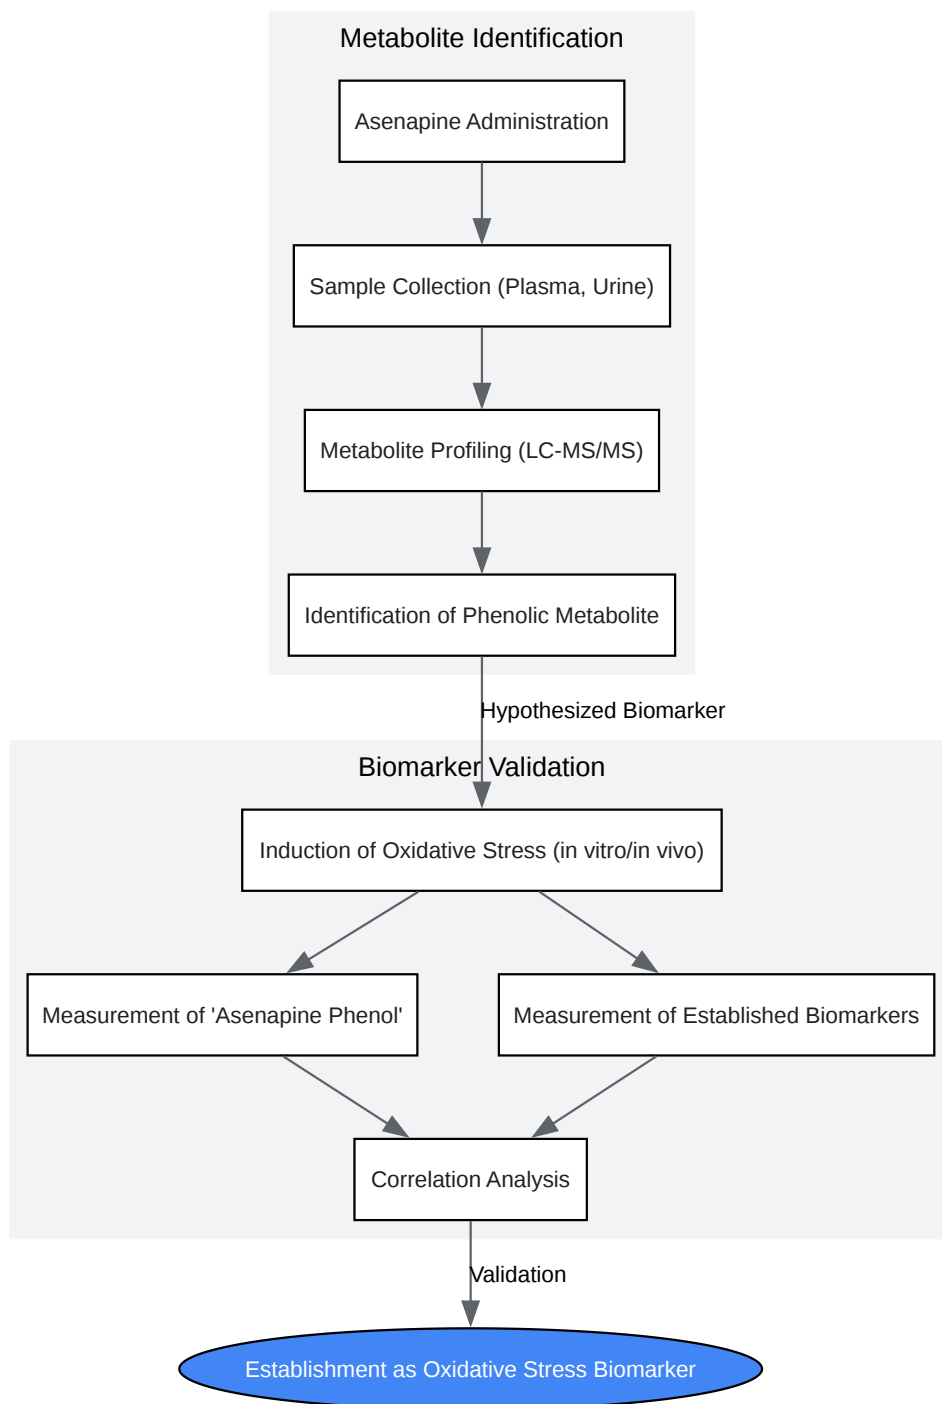 Metabolite Identification
Asenapine Administration
Sample Collection (Plasma, Urine)
Metabolite Profiling (LC-MS/MS)
Identification of Phenolic Metabolite
Hypothesized Biomarker
Biomarker Validation
Induction of Oxidative Stress (in vitro/in vivo)
Measurement of 'Asenapine Phenol'
Measurement of Established Biomarkers
Correlation Analysis
Validation
Establishment as Oxidative Stress Biomarker